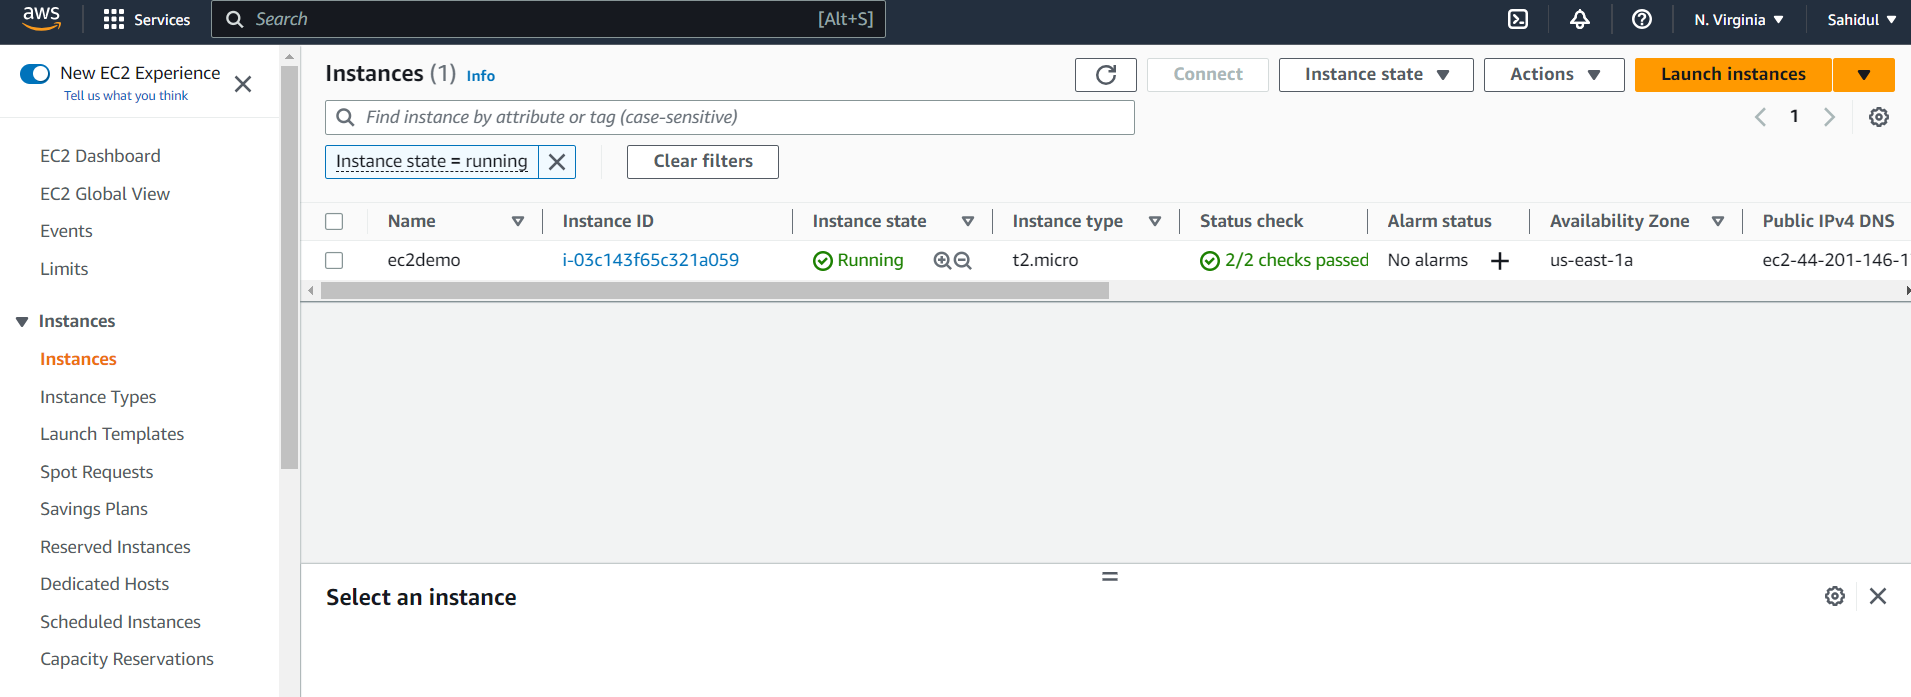 aws Services Search [Alt+S] N. Virginia Sahidul
New EC2 Experience
Tell us what you think
EC2 Dashboard
EC2 Global View
Events
Limits
Instances
Instances
Instance Types
Launch Templates
Spot Requests
Savings Plans
Reserved Instances
Dedicated Hosts
Scheduled Instances
Capacity Reservations
Instances (1) Info
Connect Instance state Actions Launch instances
Find instance by attribute or tag (case-sensitive)
1
Instance state = running Clear filters
Name Instance ID Instance state Instance type Status check Alarm status Availability Zone Public IPv4 DNS
ec2demo i-03c143f65c321a059 Running t2.micro 2/2 checks passed No alarms + us-east-1a ec2-44-201-146-1
Select an instance